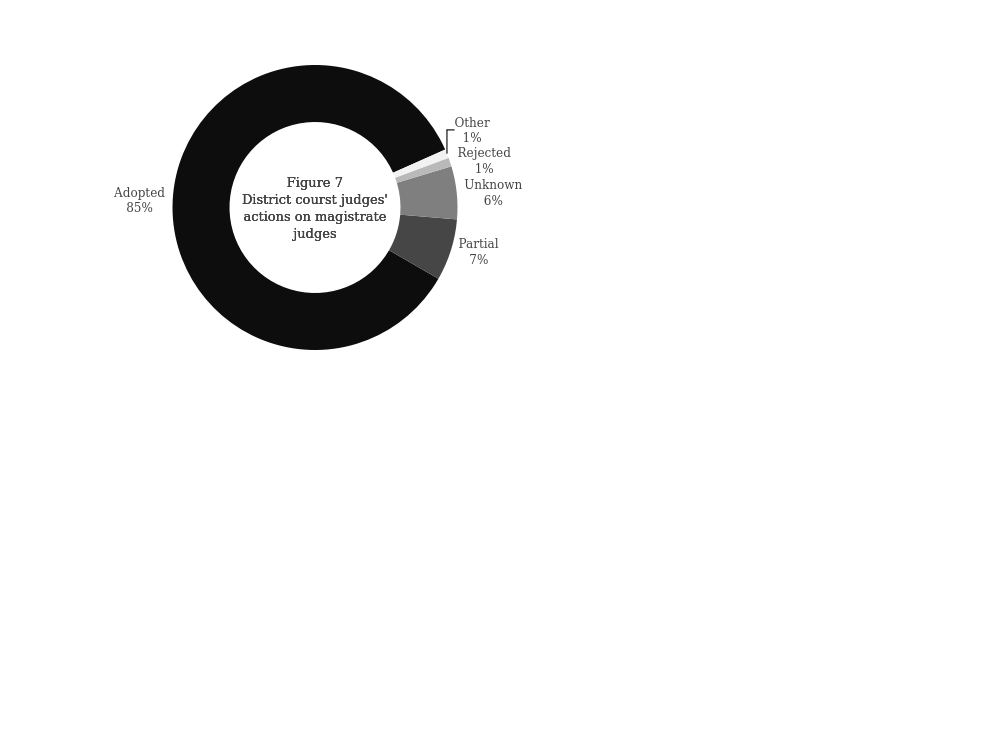 Other
1%
Rejected
1%
Unknown
6%
Partial
7%
Adopted
85%
Figure 7
District courst judges'
actions on magistrate
judges